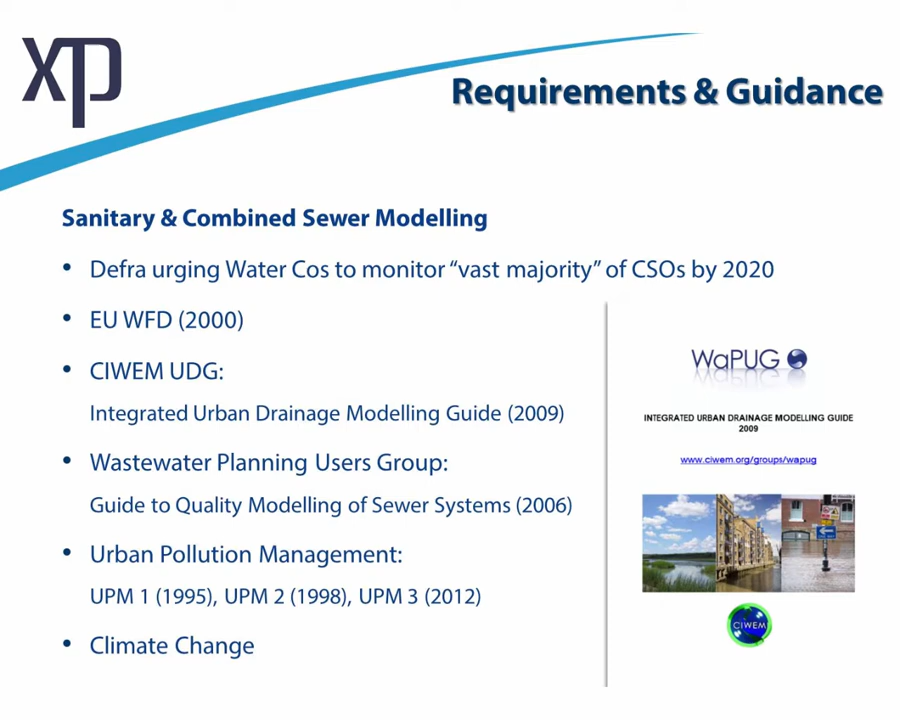 xp
Requirements & Guidance
Sanitary & Combined Sewer Modelling
• Defra urging Water Cos to monitor “vast majority” of CSOs by 2020
• EU WFD (2000)
• CIWEM UDG:
Integrated Urban Drainage Modelling Guide (2009)
• Wastewater Planning Users Group:
Guide to Quality Modelling of Sewer Systems (2006)
• Urban Pollution Management:
UPM 1 (1995), UPM 2 (1998), UPM 3 (2012)
• Climate Change
WaPUG
INTEGRATED URBAN DRAINAGE MODELLING GUIDE
2009
www.ciwem.org/groups/wapug
CIWEM